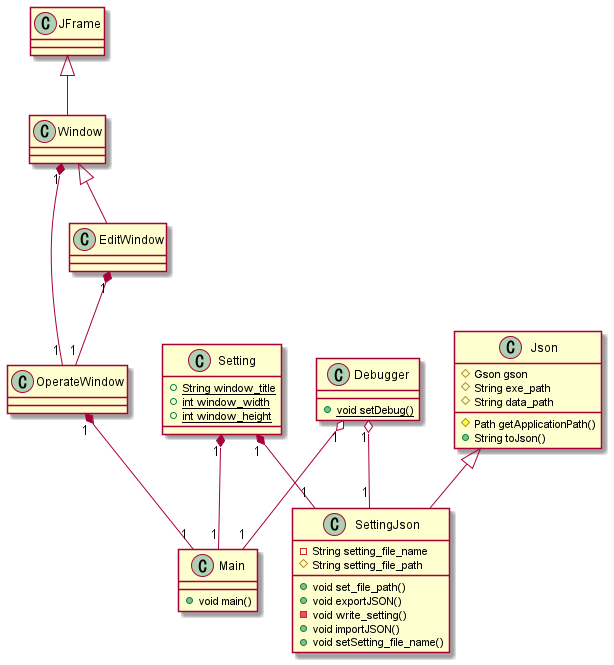 C JFrame
C Window
1
C EditWindow
1
1
1
C OperateWindow
1
C Setting
String window_title
int window_width
int window_height
1
1
C Debugger
void setDebug()
1
1
C Json
Gson gson
String exe_path
String data_path
Path getApplicationPath()
String toJson()
1
1
C SettingJson
String setting_file_name
String setting_file_path
void set_file_path()
void exportJSON()
void write_setting()
void importJSON()
void setSetting_file_name()
1
1
1
C Main
void main()